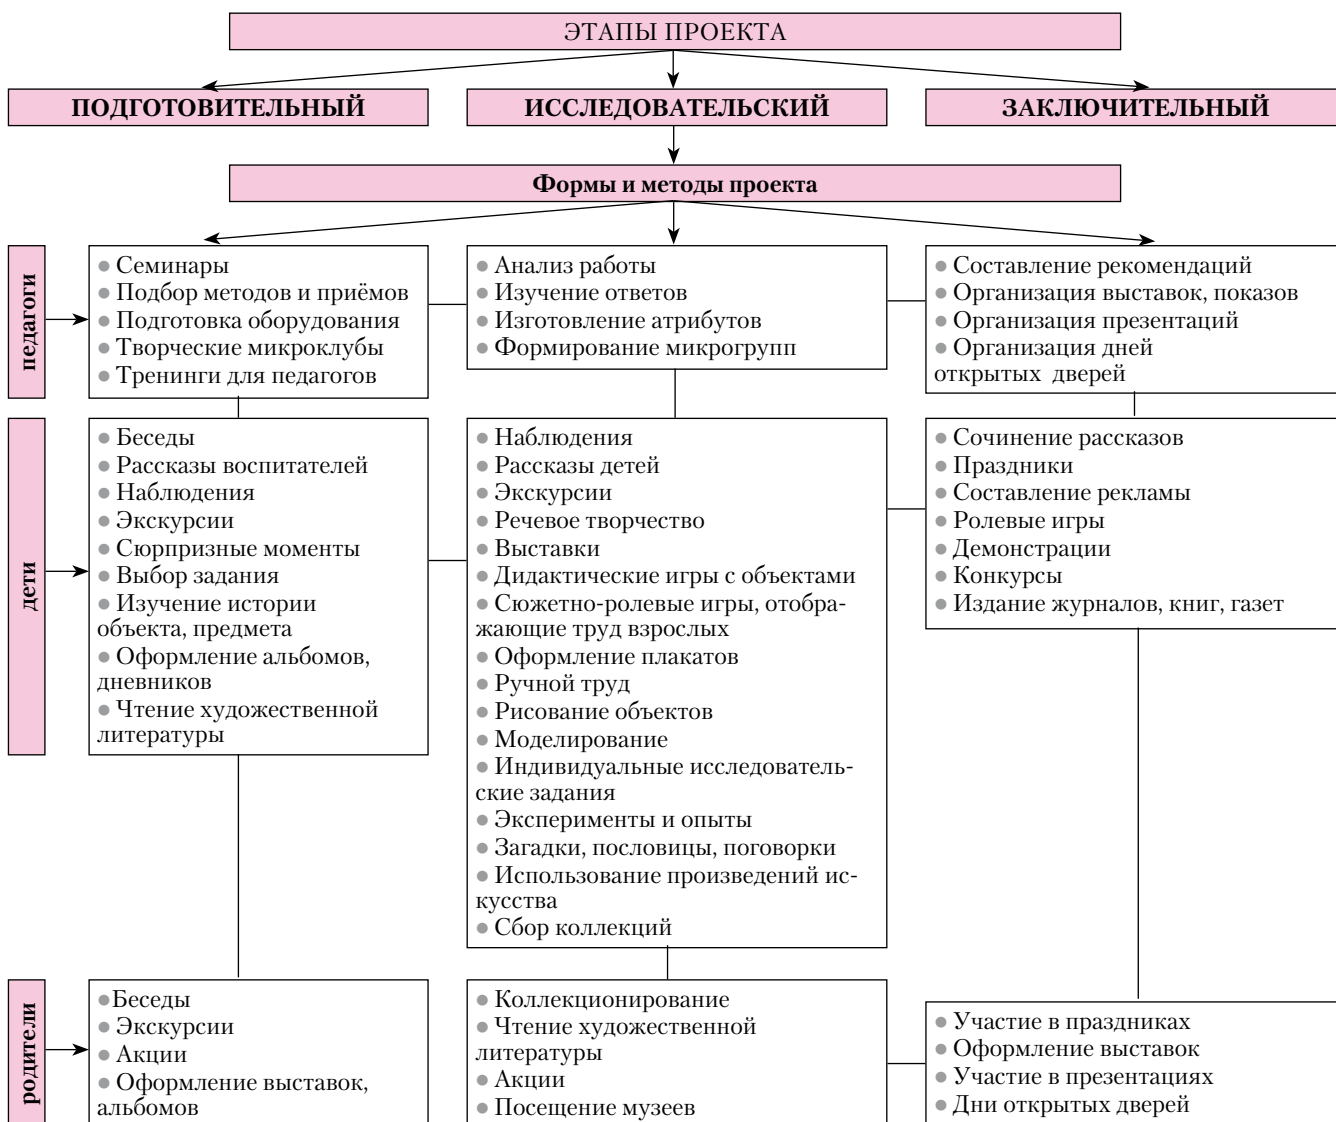 ЭТАПЫ ПРОЕКТА
ПОДГОТОВИТЕЛЬНЫЙ
ИССЛЕДОВАТЕЛЬСКИЙ
ЗАКЛЮЧИТЕЛЬНЫЙ
Формы и методы проекта
педагоги
● Семинары
● Подбор методов и приёмов
● Подготовка оборудования
● Творческие микроклубы
● Тренинги для педагогов
● Анализ работы
● Изучение ответов
● Изготовление атрибутов
● Формирование микрогрупп
● Составление рекомендаций
● Организация выставок, показов
● Организация презентаций
● Организация дней
открытых дверей
дети
● Беседы
● Рассказы воспитателей
● Наблюдения
● Экскурсии
● Сюрпризные моменты
● Выбор задания
● Изучение истории
объекта, предмета
● Оформление альбомов,
дневников
● Чтение художественной
литературы
● Наблюдения
● Рассказы детей
● Экскурсии
● Речевое творчество
● Выставки
● Дидактические игры с объектами
● Сюжетно-ролевые игры, отобра-
жающие труд взрослых
● Оформление плакатов
● Ручной труд
● Рисование объектов
● Моделирование
● Индивидуальные исследователь-
ские задания
● Эксперименты и опыты
● Загадки, пословицы, поговорки
● Использование произведений ис-
кусства
● Сбор коллекций
● Сочинение рассказов
● Праздники
● Составление рекламы
● Ролевые игры
● Демонстрации
● Конкурсы
● Издание журналов, книг, газет
родители
● Беседы
● Экскурсии
● Акции
● Оформление выставок,
альбомов
● Коллекционирование
● Чтение художественной
литературы
● Акции
● Посещение музеев
● Участие в праздниках
● Оформление выставок
● Участие в презентациях
● Дни открытых дверей